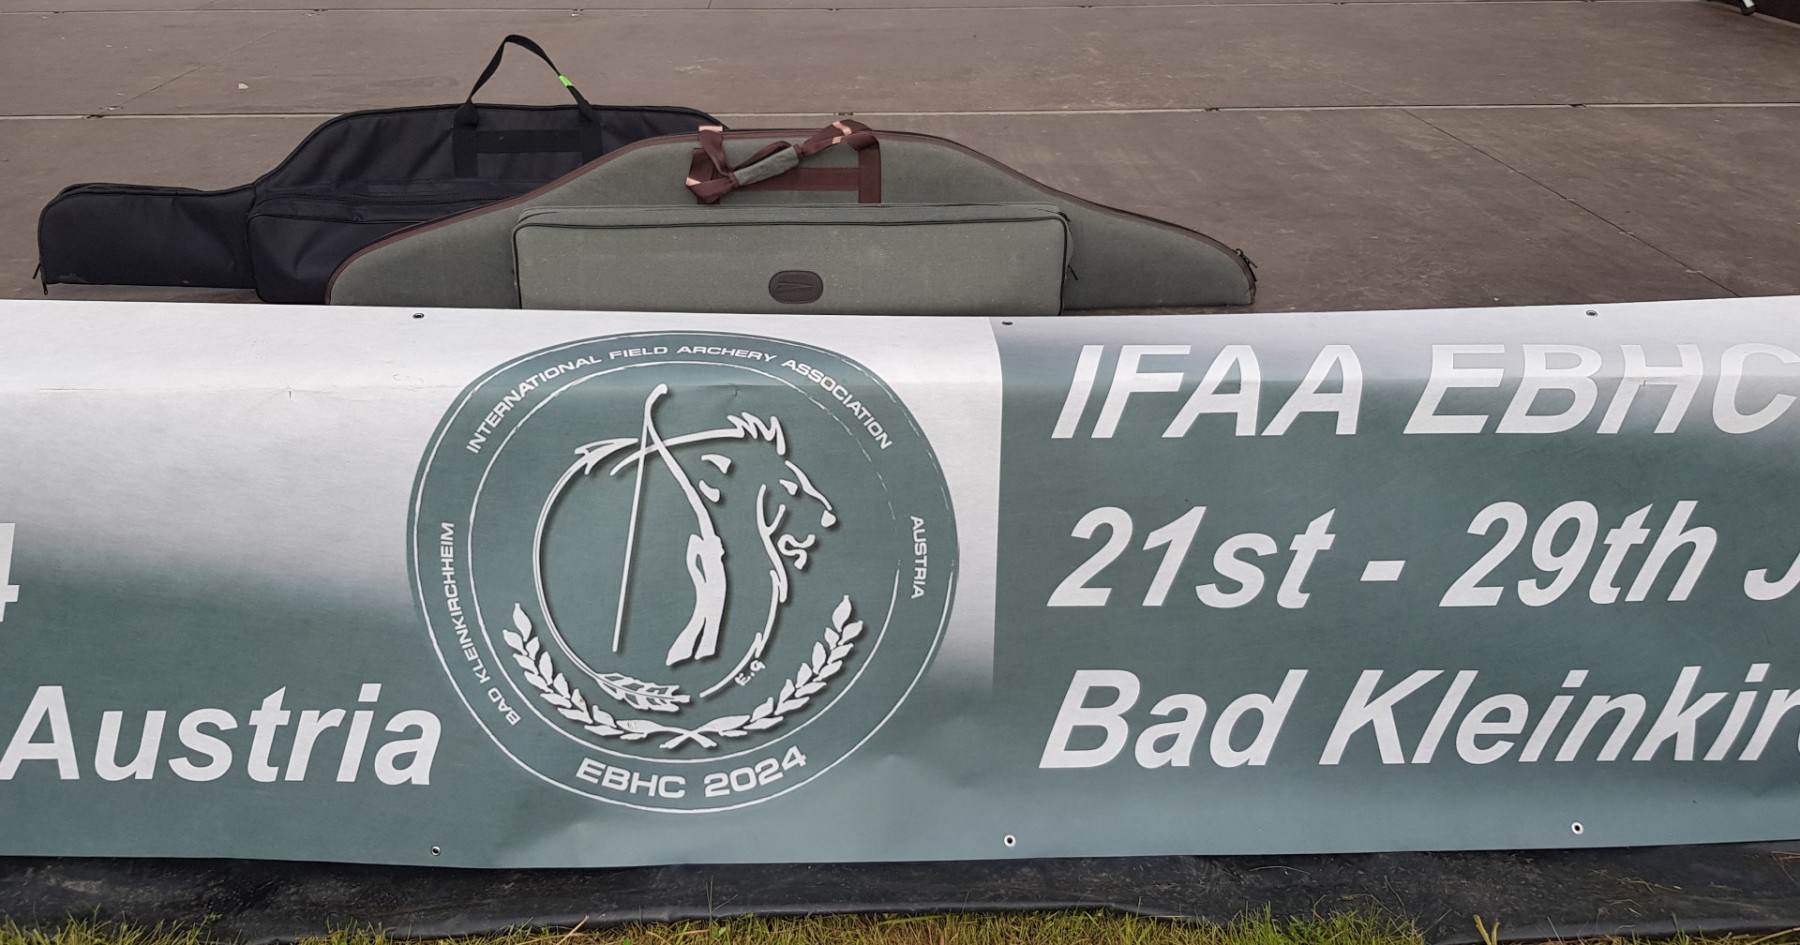 4
Austria
INTERNATIONAL FIELD ARCHERY ASSOCIATION
BAD KLEINKIRCHHEIM
AUSTRIA
E.G
EBHC 2024
IFAA EBHC
21st - 29th J
Bad Kleinkir